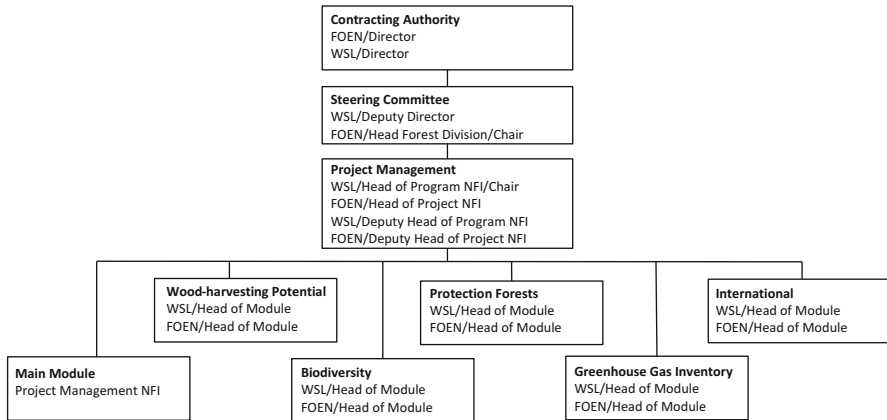 Contracting Authority
FOEN/Director
WSL/Director
Steering Committee
WSL/Deputy Director
FOEN/Head Forest Division/Chair
Project Management
WSL/Head of Program NFI/Chair
FOEN/Head of Project NFI
WSL/Deputy Head of Program NFI
FOEN/Deputy Head of Project NFI
Wood-harvesting Potential
WSL/Head of Module
FOEN/Head of Module
Protection Forests
WSL/Head of Module
FOEN/Head of Module
International
WSL/Head of Module
FOEN/Head of Module
Main Module
Project Management NFI
Biodiversity
WSL/Head of Module
FOEN/Head of Module
Greenhouse Gas Inventory
WSL/Head of Module
FOEN/Head of Module